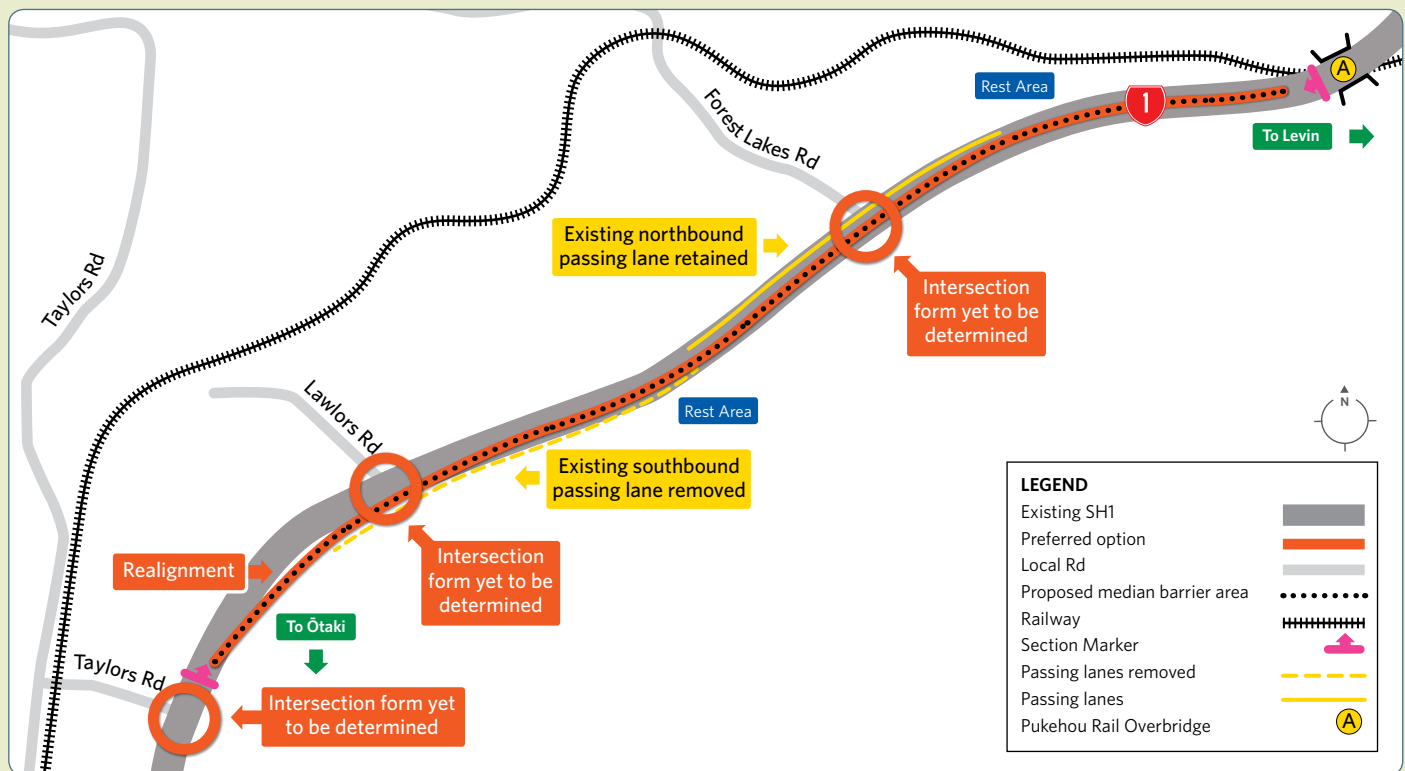 Rest Area
1
A
To Levin
Forest Lakes Rd
Existing northbound
passing lane retained
Intersection
form yet to be
determined
Taylors Rd
Lawlors Rd
Rest Area
Existing southbound
passing lane removed
Realignment
Intersection
form yet to be
determined
To Ōtaki
Taylors Rd
Intersection form yet
to be determined
N
LEGEND
Existing SH1
Preferred option
Local Rd
Proposed median barrier area
Railway
Section Marker
Passing lanes removed
Passing lanes
Pukehou Rail Overbridge
A